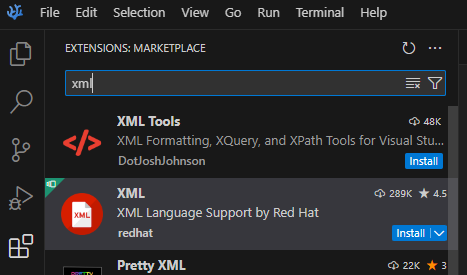 File Edit Selection View Go Run Terminal Help
EXTENSIONS: MARKETPLACE
xml
XML Tools 48K
XML Formatting, XQuery, and XPath Tools for Visual Stu...
DotJoshJohnson Install
XML 289K 4.5
XML Language Support by Red Hat
redhat Install
XML
Pretty XML 22K 3